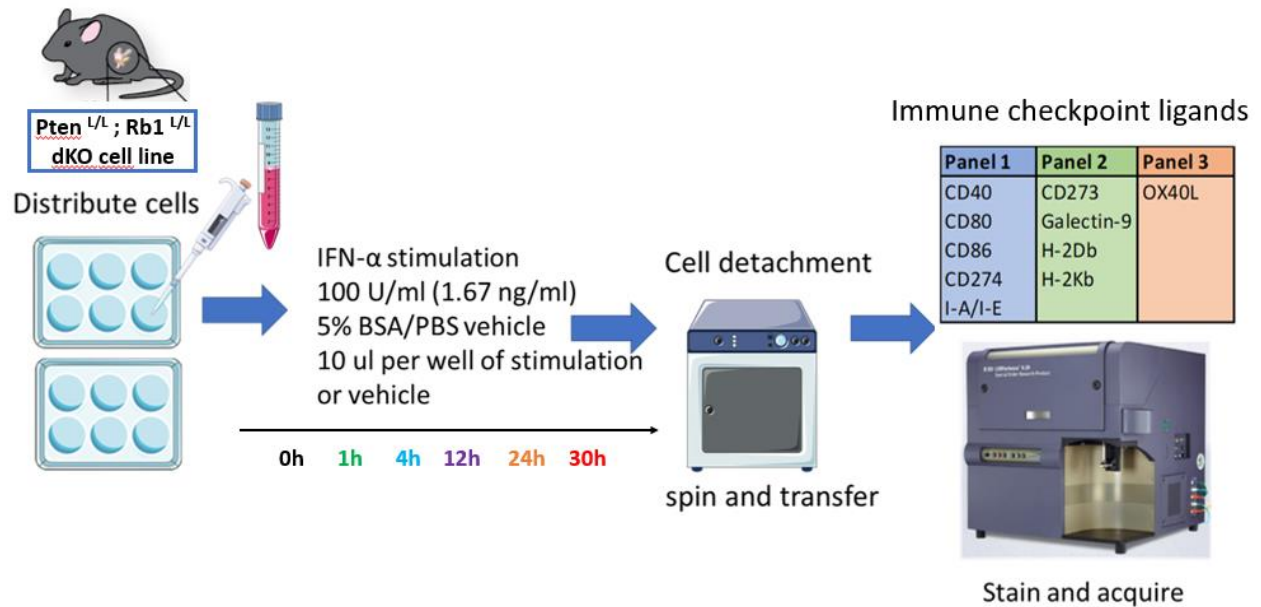 Pten L/L ; Rb1 L/L
dKO cell line
Distribute cells
IFN-α stimulation
100 U/ml (1.67 ng/ml)
5% BSA/PBS vehicle
10 ul per well of stimulation
or vehicle
0h 1h 4h 12h 24h 30h
Cell detachment
spin and transfer
Immune checkpoint ligands
Panel 1 Panel 2 Panel 3
CD40 CD273 OX40L
CD80 Galectin-9
CD86 H-2Db
CD274 H-2Kb
I-A/I-E
Stain and acquire